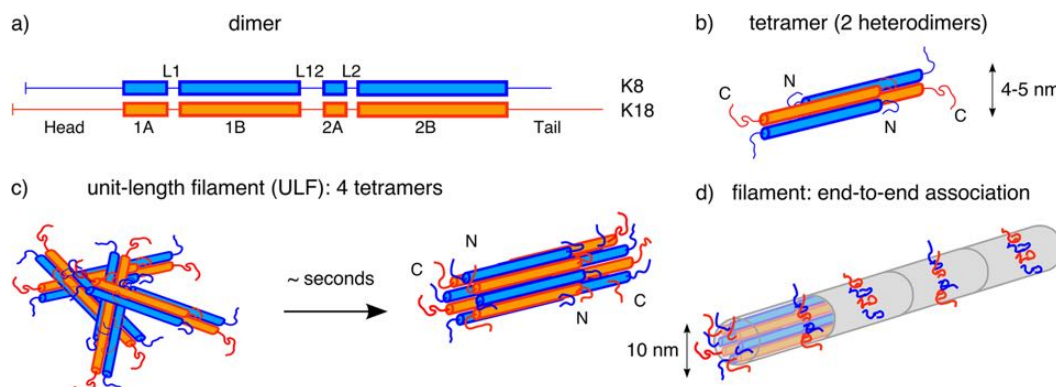 a) dimer
L1 L12 L2
K8
K18
Head 1A 1B 2A 2B Tail
b) tetramer (2 heterodimers)
N
C
4-5 nm
N
C
c) unit-length filament (ULF): 4 tetramers
N
C
~ seconds
C
N
d) filament: end-to-end association
10 nm